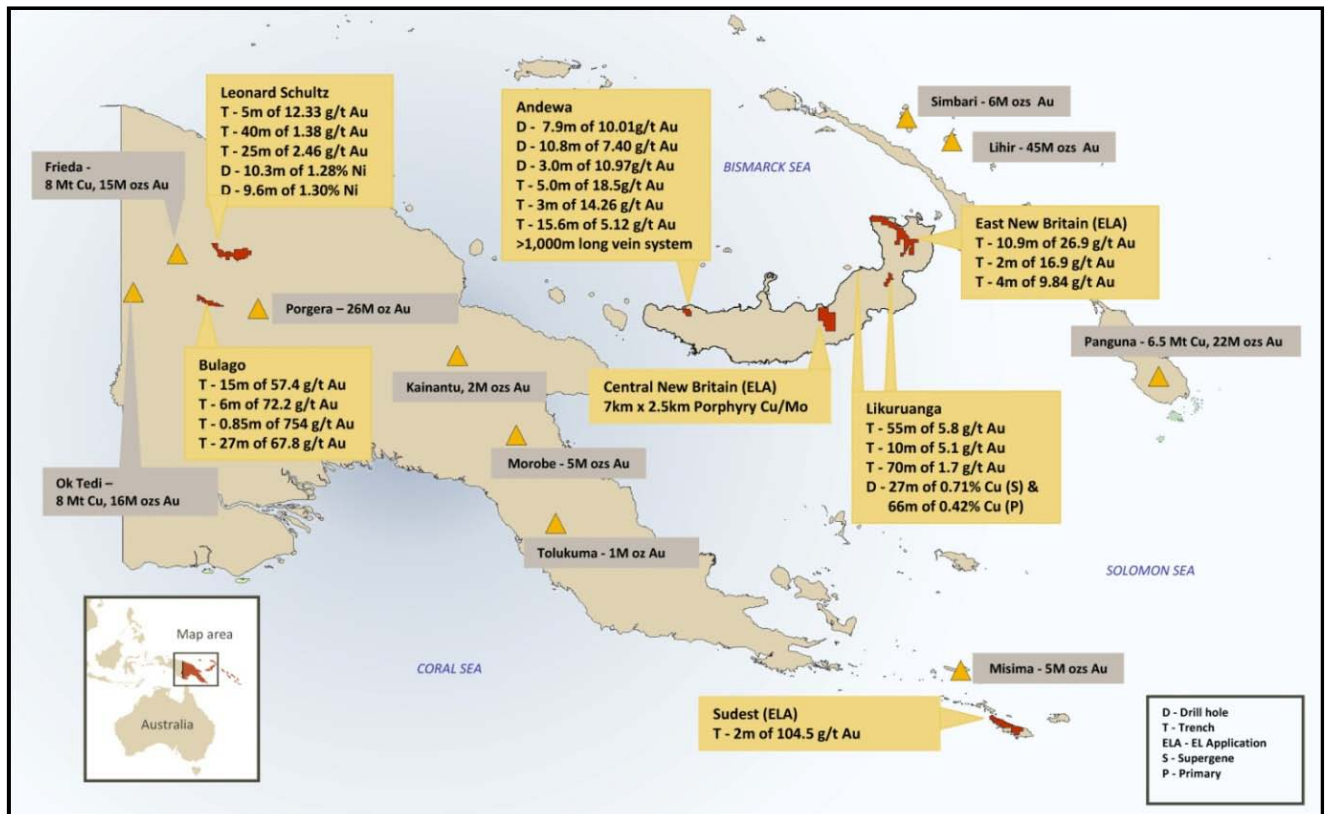 Leonard Schultz
T - 5m of 12.33 g/t Au
T - 40m of 1.38 g/t Au
T - 25m of 2.46 g/t Au
D - 10.3m of 1.28% Ni
D - 9.6m of 1.30% Ni
Andewa
D - 7.9m of 10.01g/t Au
D - 10.8m of 7.40 g/t Au
D - 3.0m of 10.97g/t Au
T - 5.0m of 18.5g/t Au
T - 3m of 14.26 g/t Au
T - 15.6m of 5.12 g/t Au
>1,000m long vein system
Simbari - 6M ozs Au
Lihir - 45M ozs Au
BISMARCK SEA
Frieda -
8 Mt Cu, 15M ozs Au
East New Britain (ELA)
T - 10.9m of 26.9 g/t Au
T - 2m of 16.9 g/t Au
T - 4m of 9.84 g/t Au
Porgera – 26M oz Au
Panguna - 6.5 Mt Cu, 22M ozs Au
Bulago
T - 15m of 57.4 g/t Au
T - 6m of 72.2 g/t Au
T - 0.85m of 754 g/t Au
T - 27m of 67.8 g/t Au
Kainantu, 2M ozs Au
Central New Britain (ELA)
7km x 2.5km Porphyry Cu/Mo
Likuruanga
T - 55m of 5.8 g/t Au
T - 10m of 5.1 g/t Au
T - 70m of 1.7 g/t Au
D - 27m of 0.71% Cu (S) &
66m of 0.42% Cu (P)
Morobe - 5M ozs Au
Ok Tedi –
8 Mt Cu, 16M ozs Au
Tolukuma - 1M oz Au
SOLOMON SEA
Map area
Australia
CORAL SEA
Misima - 5M ozs Au
Sudest (ELA)
T - 2m of 104.5 g/t Au
D - Drill hole
T - Trench
ELA - EL Application
S - Supergene
P - Primary